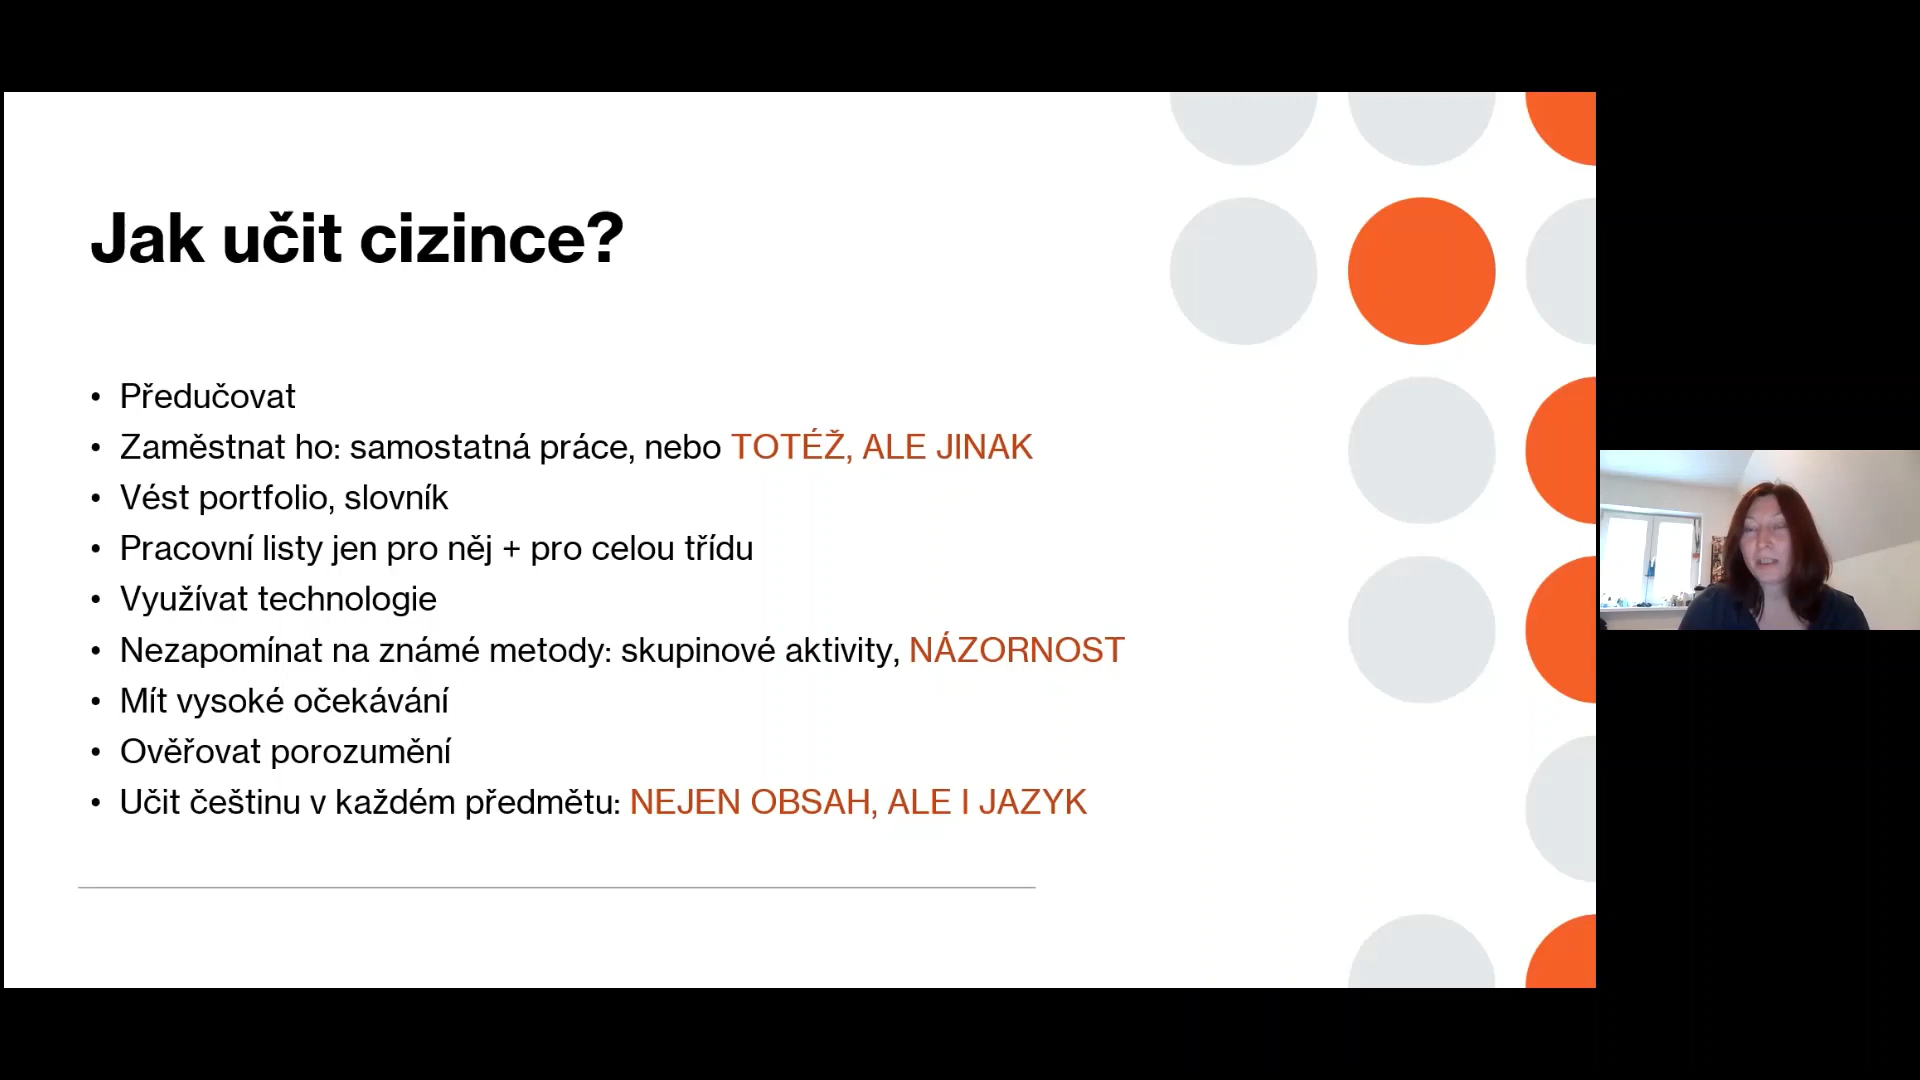 Jak učit cizince?
• Předučovat
• Zaměstnat ho: samostatná práce, nebo TOTÉŽ, ALE JINAK
• Vést portfolio, slovník
• Pracovní listy jen pro něj + pro celou třídu
• Využívat technologie
• Nezapomínat na známé metody: skupinové aktivity, NÁZORNOST
• Mít vysoké očekávání
• Ověřovat porozumění
• Učit češtinu v každém předmětu: NEJEN OBSAH, ALE I JAZYK